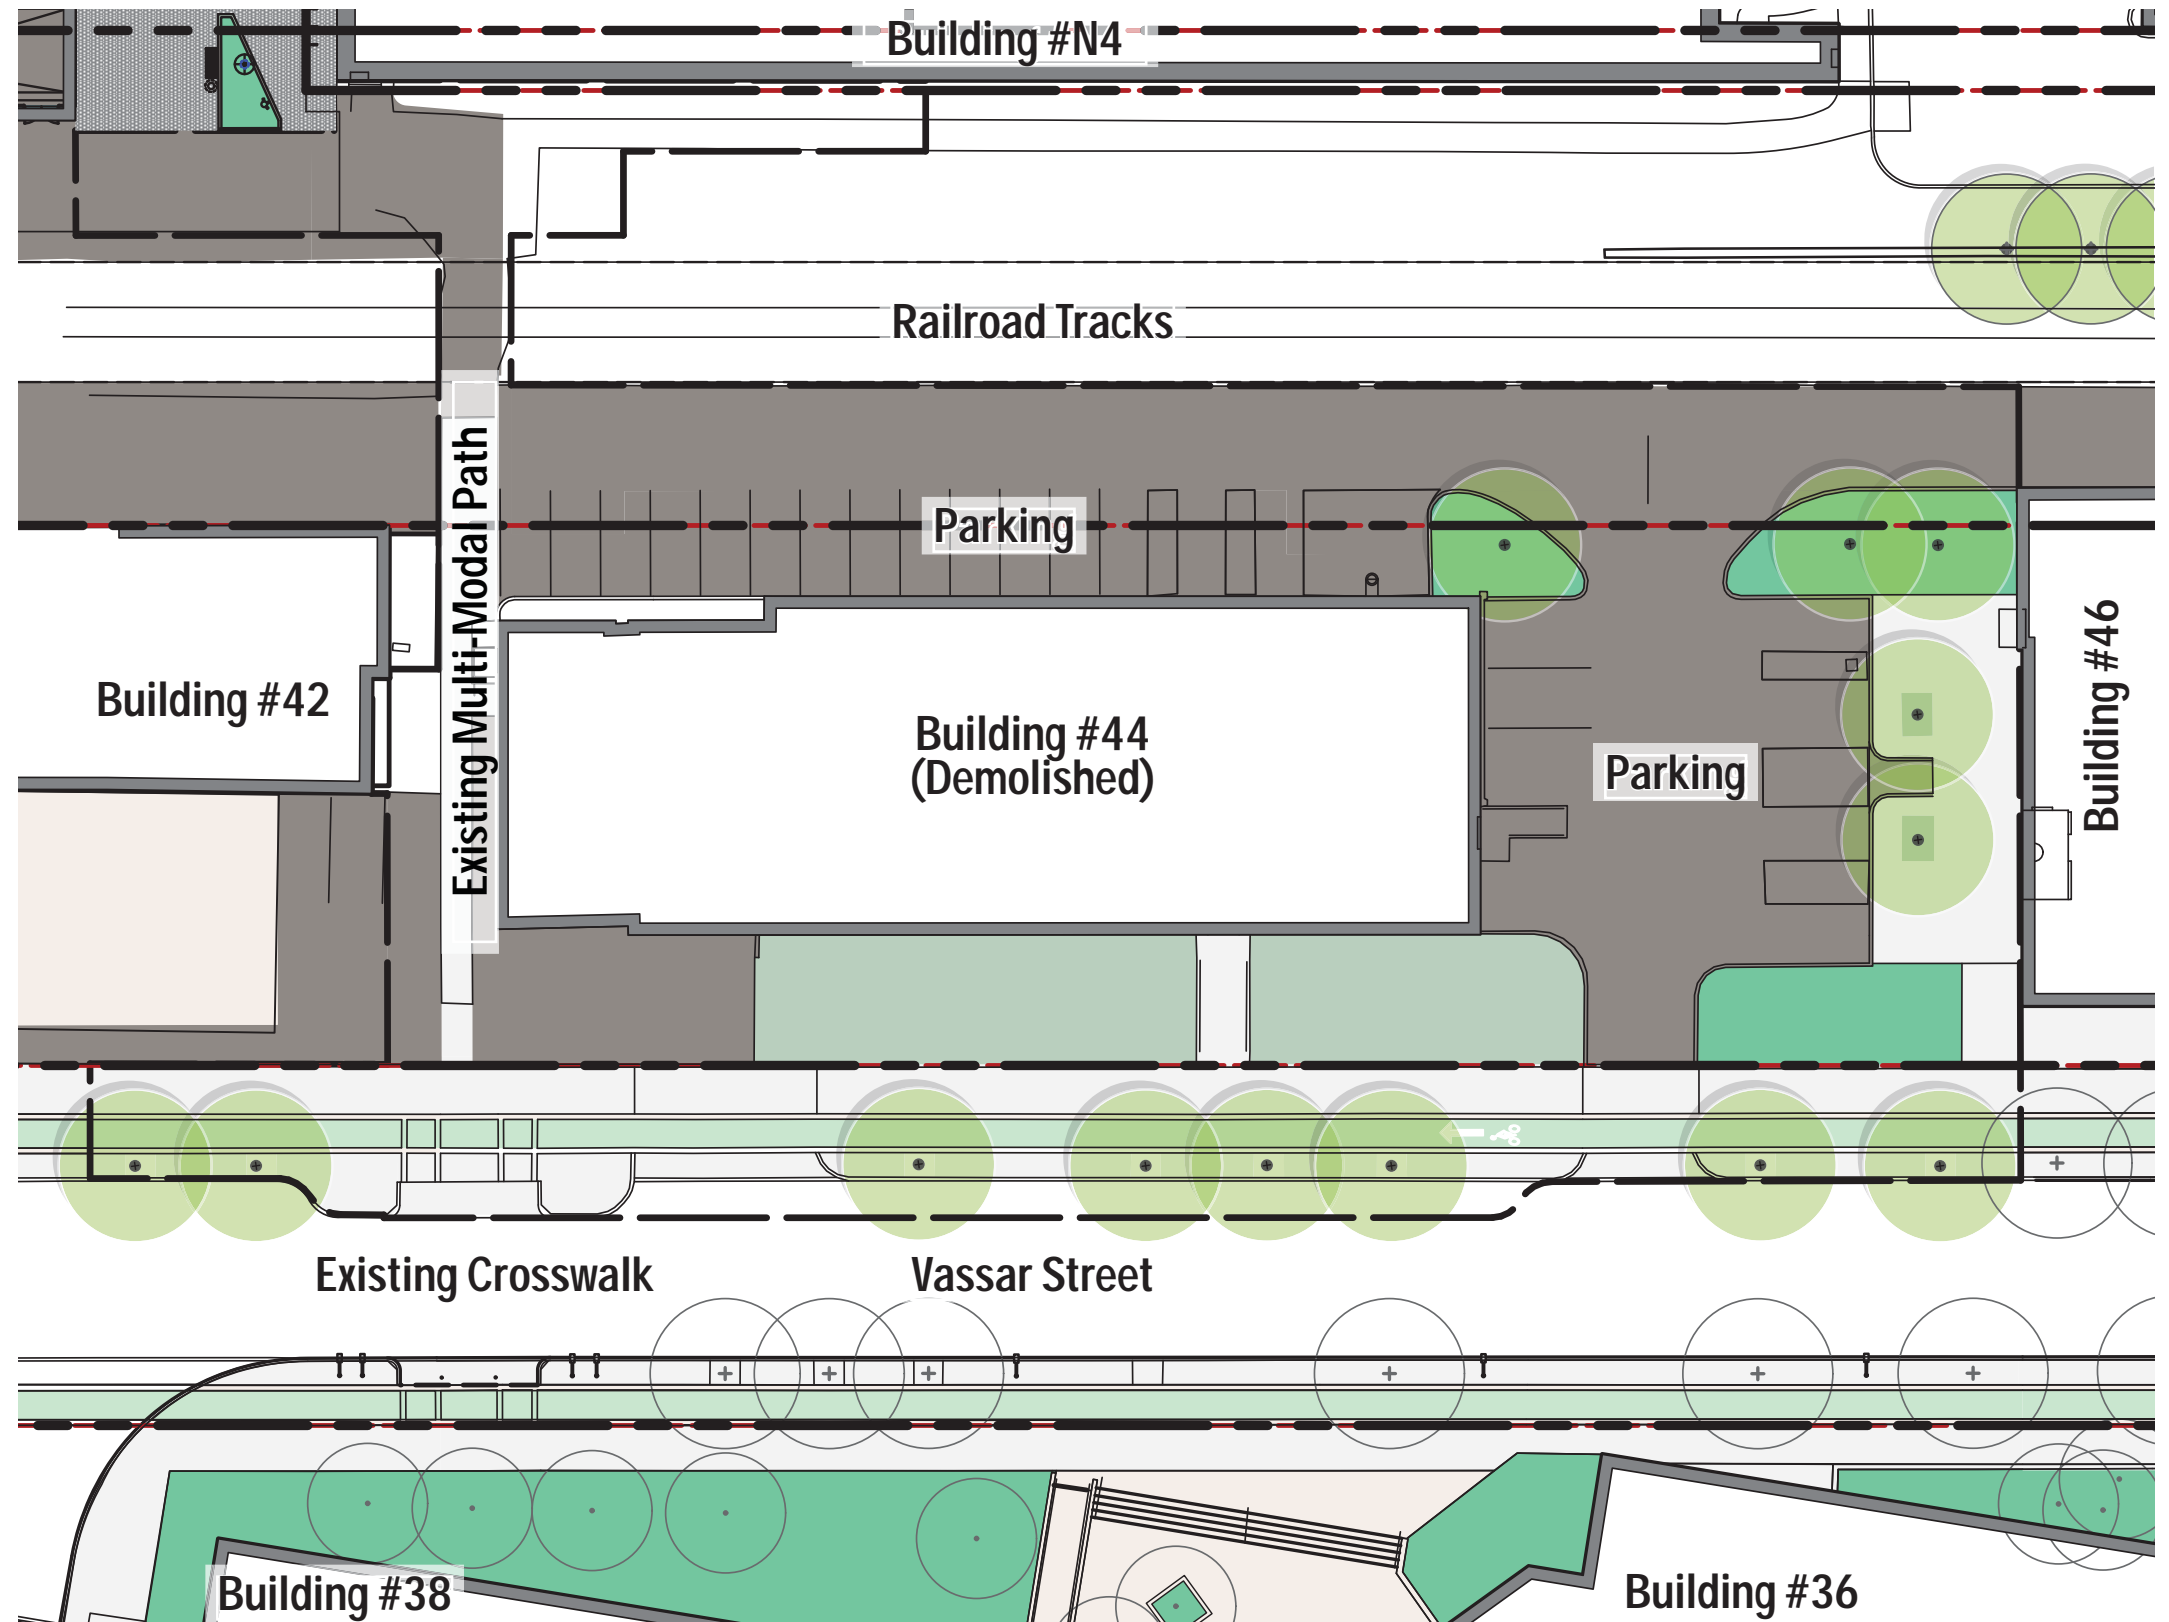 Building #N4
Railroad Tracks
Existing Multi-Modal Path
Parking
Building #42
Building #44
(Demolished)
Parking
Building #46
Existing Crosswalk
Vassar Street
Building #38
Building #36